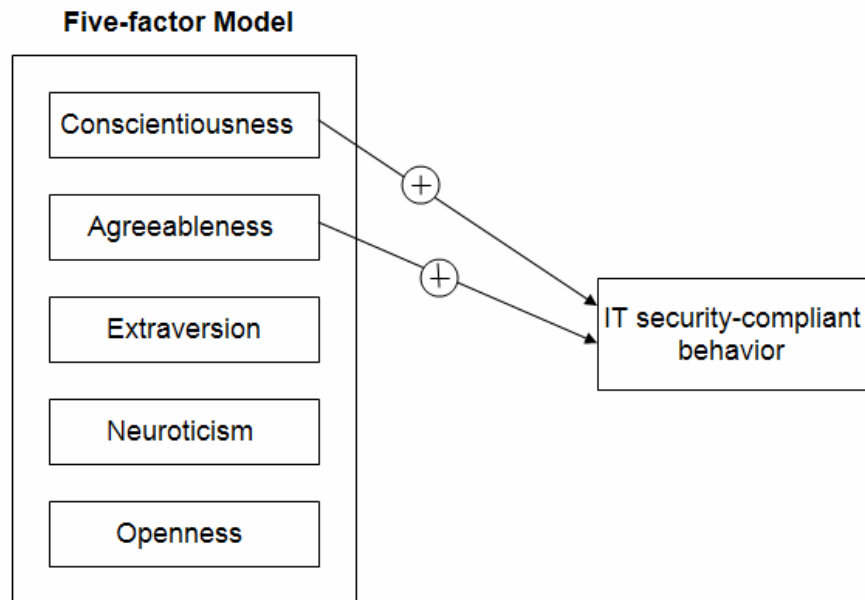 Five-factor Model
Conscientiousness
+
Agreeableness
+
Extraversion
IT security-compliant
behavior
Neuroticism
Openness